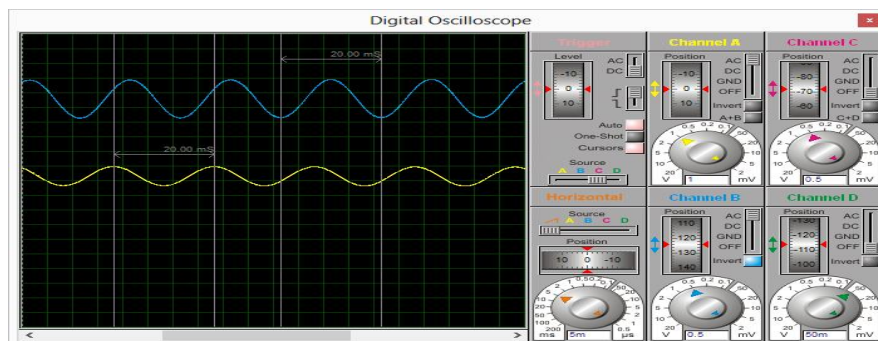 Digital Oscilloscope
20.00 mS
20.00 mS
Trigger
Level
-10
0
10
AC
DC
Auto
One-Shot
Cursors
Source
A B C D
Channel A
Position
-10
0
10
AC
DC
GND
OFF
Invert
A+B
V 1 mV
Channel C
Position
-80
-70
-60
AC
DC
GND
OFF
Invert
C+D
V 0.5 mV
Horizontal
Source
A B C D
Position
10 0 -10
ms 5m µs
Channel B
Position
110
-120
-130
140
AC
DC
GND
OFF
Invert
V 0.5 mV
Channel D
Position
-130
-120
-110
-100
AC
DC
GND
OFF
Invert
V 50m mV